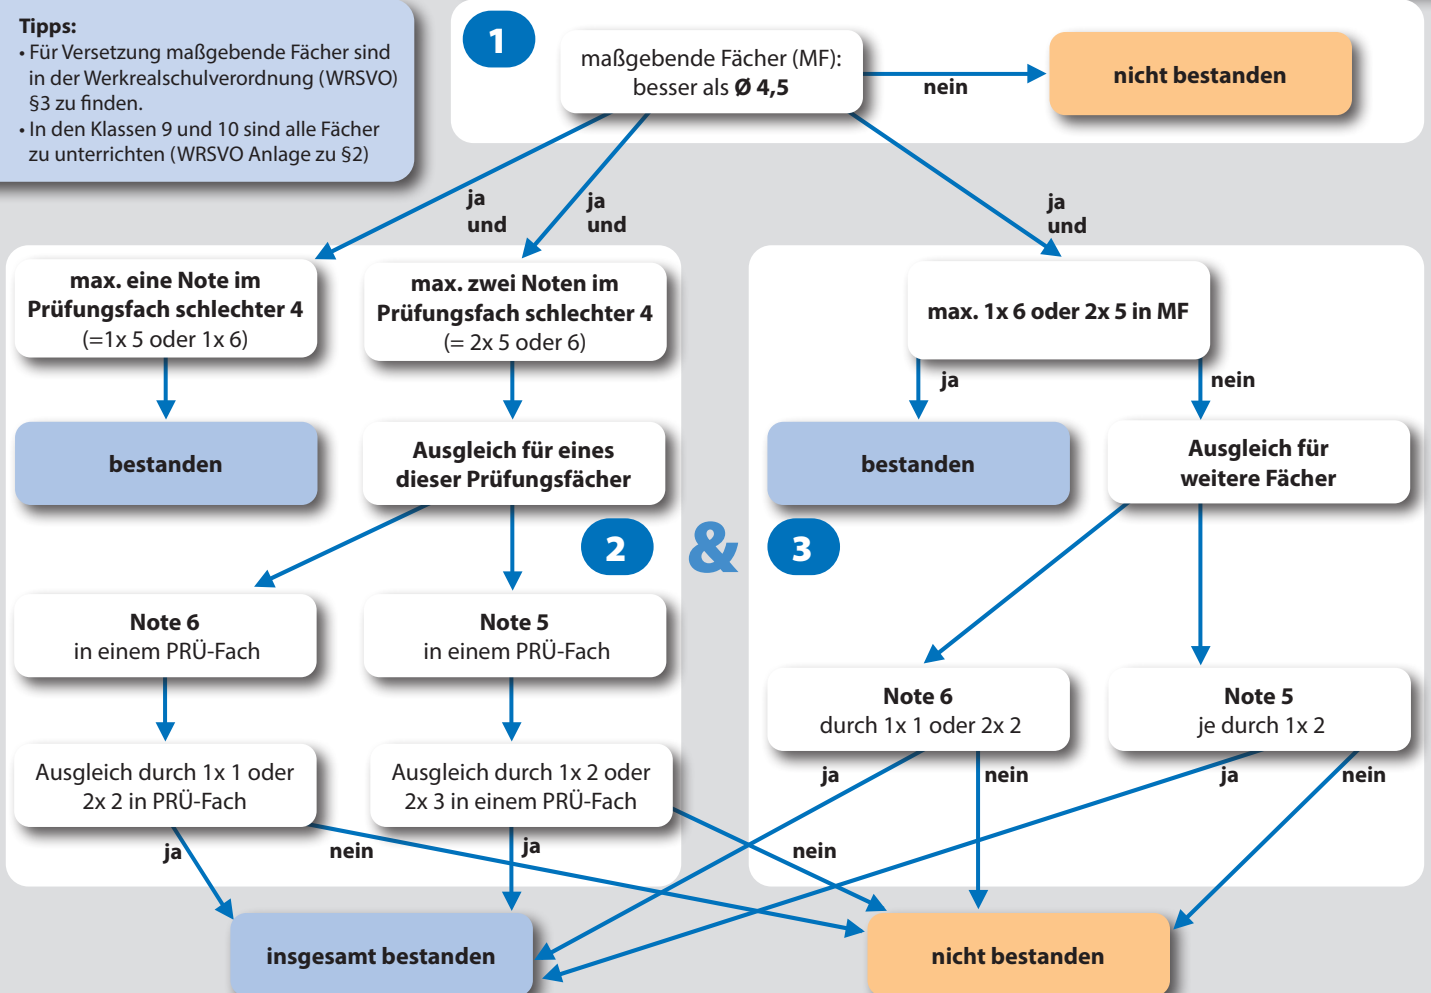 Tipps:
• Für Versetzung maßgebende Fächer sind
in der Werkrealschulverordnung (WRSVO)
§3 zu finden.
• In den Klassen 9 und 10 sind alle Fächer
zu unterrichten (WRSVO Anlage zu §2)
1
maßgebende Fächer (MF):
besser als Ø 4,5
nein
nicht bestanden
ja
und
ja
und
ja
und
max. eine Note im
Prüfungsfach schlechter 4
(=1x 5 oder 1x 6)
max. zwei Noten im
Prüfungsfach schlechter 4
(= 2x 5 oder 6)
max. 1x 6 oder 2x 5 in MF
ja
nein
bestanden
Ausgleich für eines
dieser Prüfungsfächer
bestanden
Ausgleich für
weitere Fächer
2
&
3
Note 6
in einem PRÜ-Fach
Note 5
in einem PRÜ-Fach
Note 6
durch 1x 1 oder 2x 2
Note 5
je durch 1x 2
Ausgleich durch 1x 1 oder
2x 2 in PRÜ-Fach
Ausgleich durch 1x 2 oder
2x 3 in einem PRÜ-Fach
ja
nein
ja
nein
ja
nein
ja
nein
insgesamt bestanden
nicht bestanden